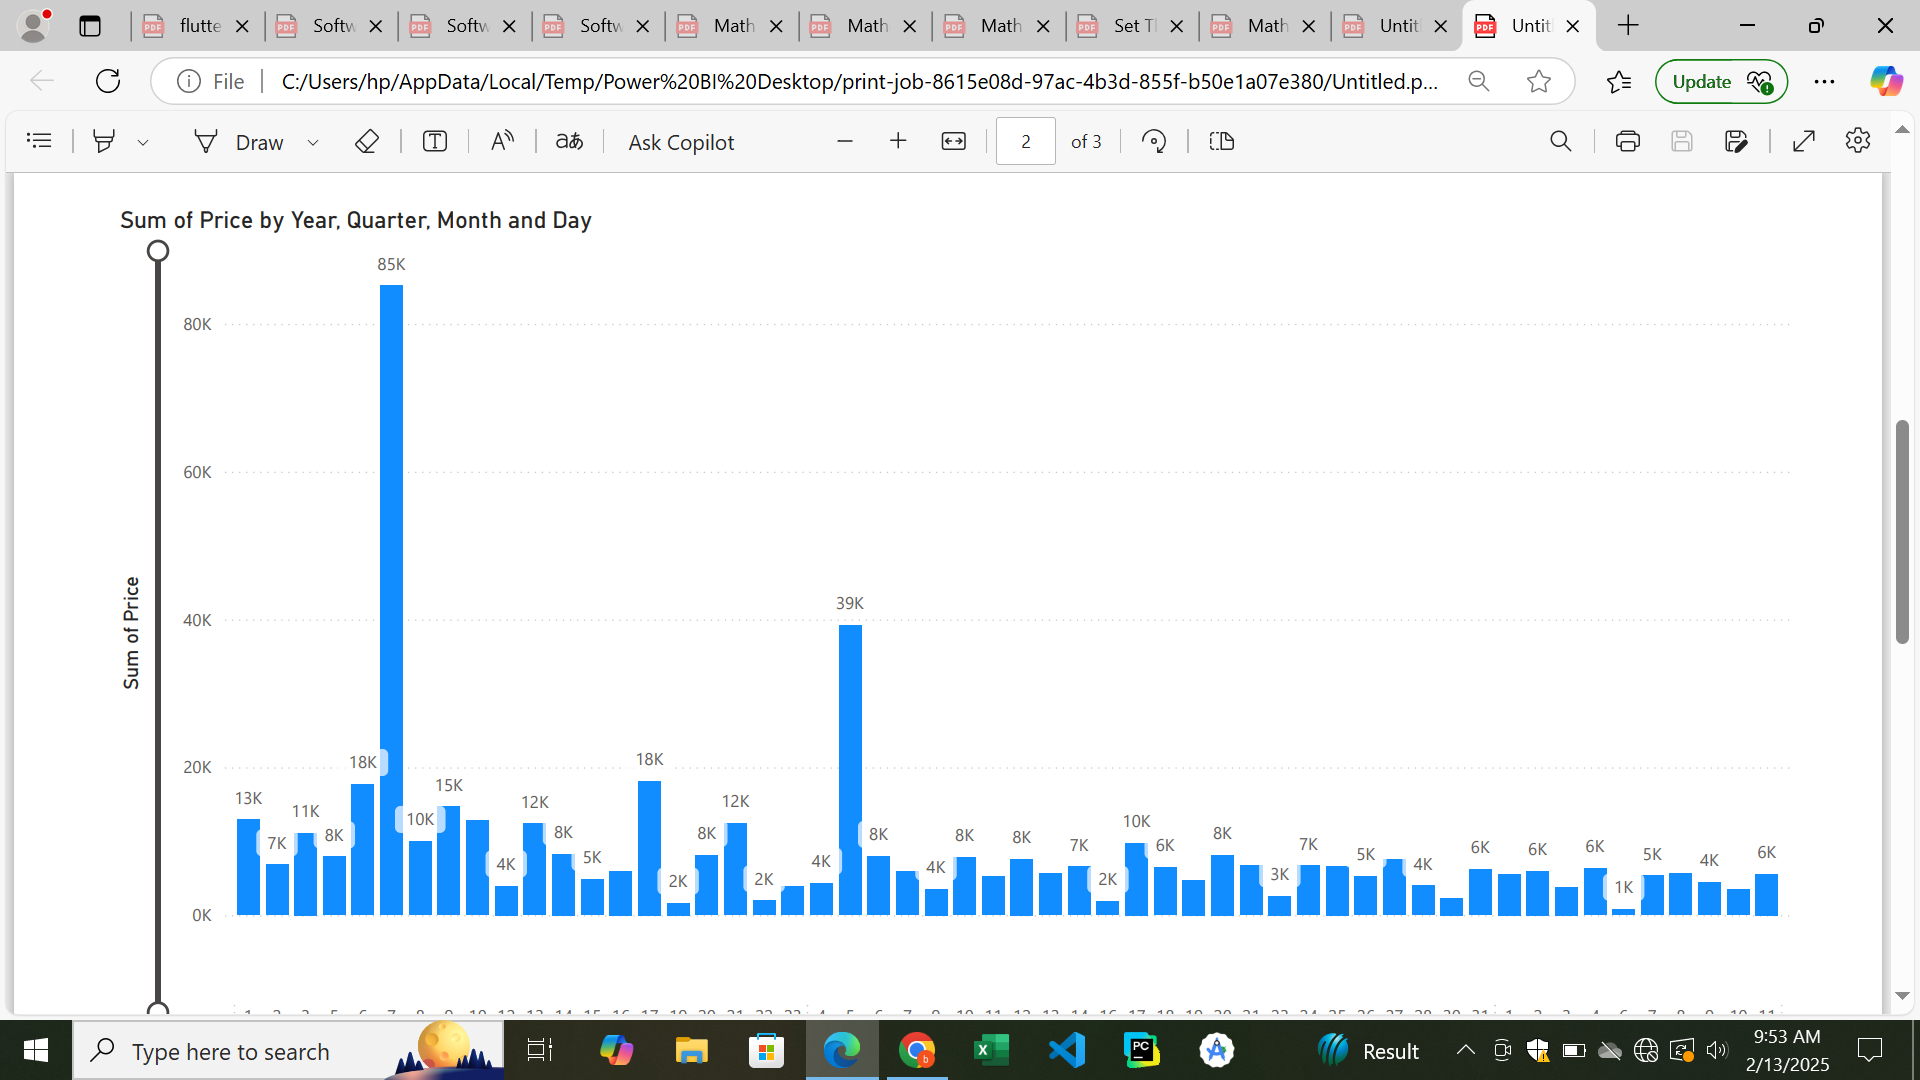 flutte
Softw
Softw
Softw
Math
Math
Math
Set Tl
Math
Untitl
Untitl
File
C:/Users/hp/AppData/Local/Temp/Power%20BI%20Desktop/print-job-8615e08d-97ac-4b3d-855f-b50e1a07e380/Untitled.p...
Update
Draw
Ask Copilot
2
of 3
Sum of Price by Year, Quarter, Month and Day
Sum of Price
80K
60K
40K
20K
0K
13K
7K
11K
8K
18K
85K
10K
15K
4K
12K
8K
5K
18K
2K
8K
12K
2K
4K
39K
8K
4K
8K
8K
7K
2K
10K
6K
8K
3K
7K
5K
4K
6K
6K
6K
1K
5K
4K
6K
Type here to search
PC
Result
9:53 AM
2/13/2025